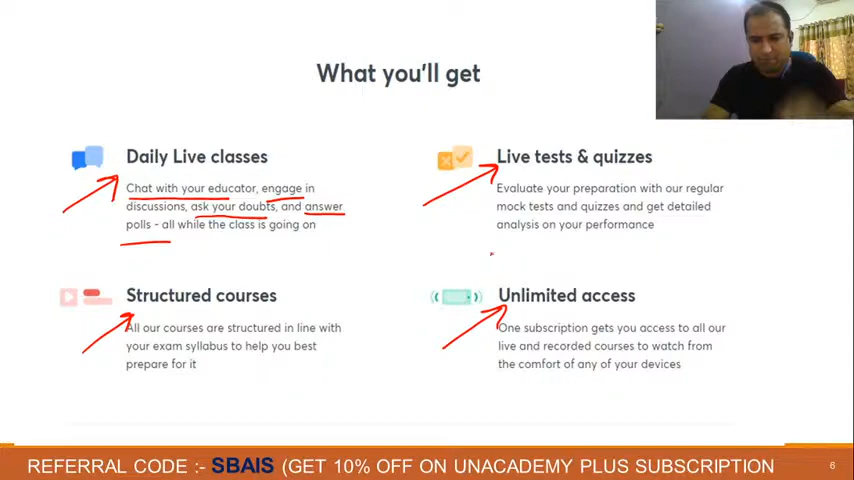 What you'll get
Daily Live classes
Chat with your educator, engage in
discussions, ask your doubts, and answer
polls - all while the class is going on
Live tests & quizzes
Evaluate your preparation with our regular
mock tests and quizzes and get detailed
analysis on your performance
Structured courses
All our courses are structured in line with
your exam syllabus to help you best
prepare for it
Unlimited access
One subscription gets you access to all our
live and recorded courses to watch from
the comfort of any of your devices
REFERRAL CODE :- SBAIS (GET 10% OFF ON UNACADEMY PLUS SUBSCRIPTION
6